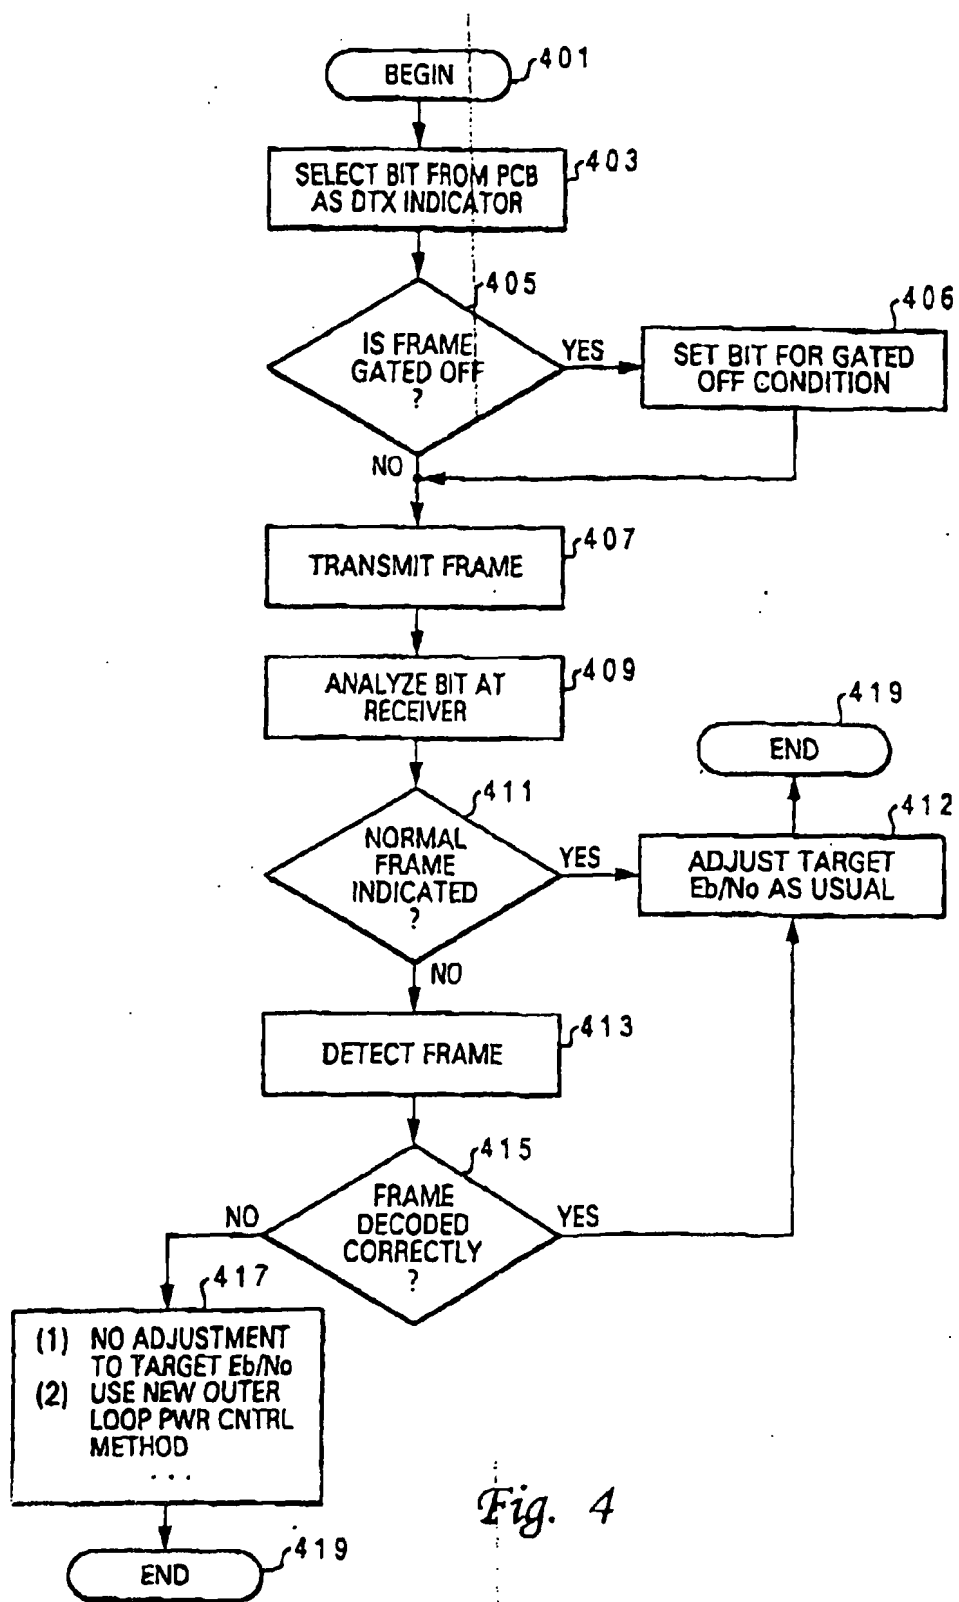 401
BEGIN
403
SELECT BIT FROM PCB
AS DTX INDICATOR
405
IS FRAME
GATED OFF
?
YES
406
SET BIT FOR GATED
OFF CONDITION
NO
407
TRANSMIT FRAME
409
ANALYZE BIT AT
RECEIVER
411
NORMAL
FRAME
INDICATED
?
YES
419
END
412
ADJUST TARGET
Eb/No AS USUAL
NO
413
DETECT FRAME
415
FRAME
DECODED
CORRECTLY
?
YES
NO
417
(1) NO ADJUSTMENT
TO TARGET Eb/No
(2) USE NEW OUTER
LOOP PWR CNTRL
METHOD
...
419
END
Fig. 4